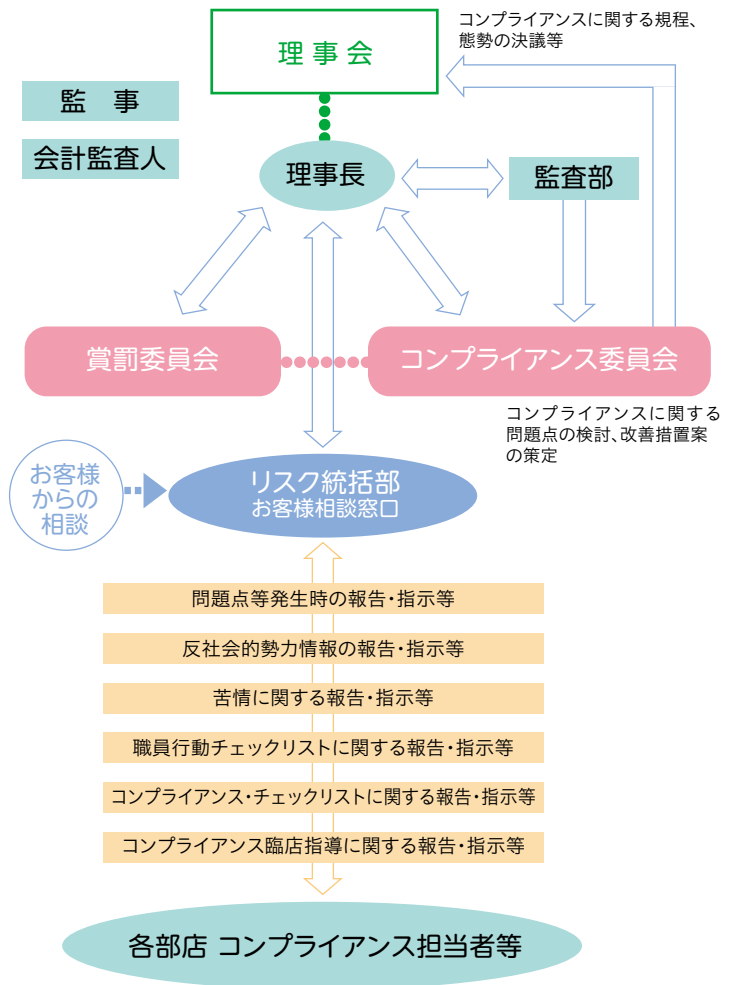 コンプライアンスに関する規程、
態勢の決議等
理事会
監　事
会計監査人
理事長
監査部
賞罰委員会
コンプライアンス委員会
コンプライアンスに関する
問題点の検討、改善措置案
の策定
お客様
からの
相談
リスク統括部
お客様相談窓口
問題点等発生時の報告・指示等
反社会的勢力情報の報告・指示等
苦情に関する報告・指示等
職員行動チェックリストに関する報告・指示等
コンプライアンス・チェックリストに関する報告・指示等
コンプライアンス臨店指導に関する報告・指示等
各部店 コンプライアンス担当者等